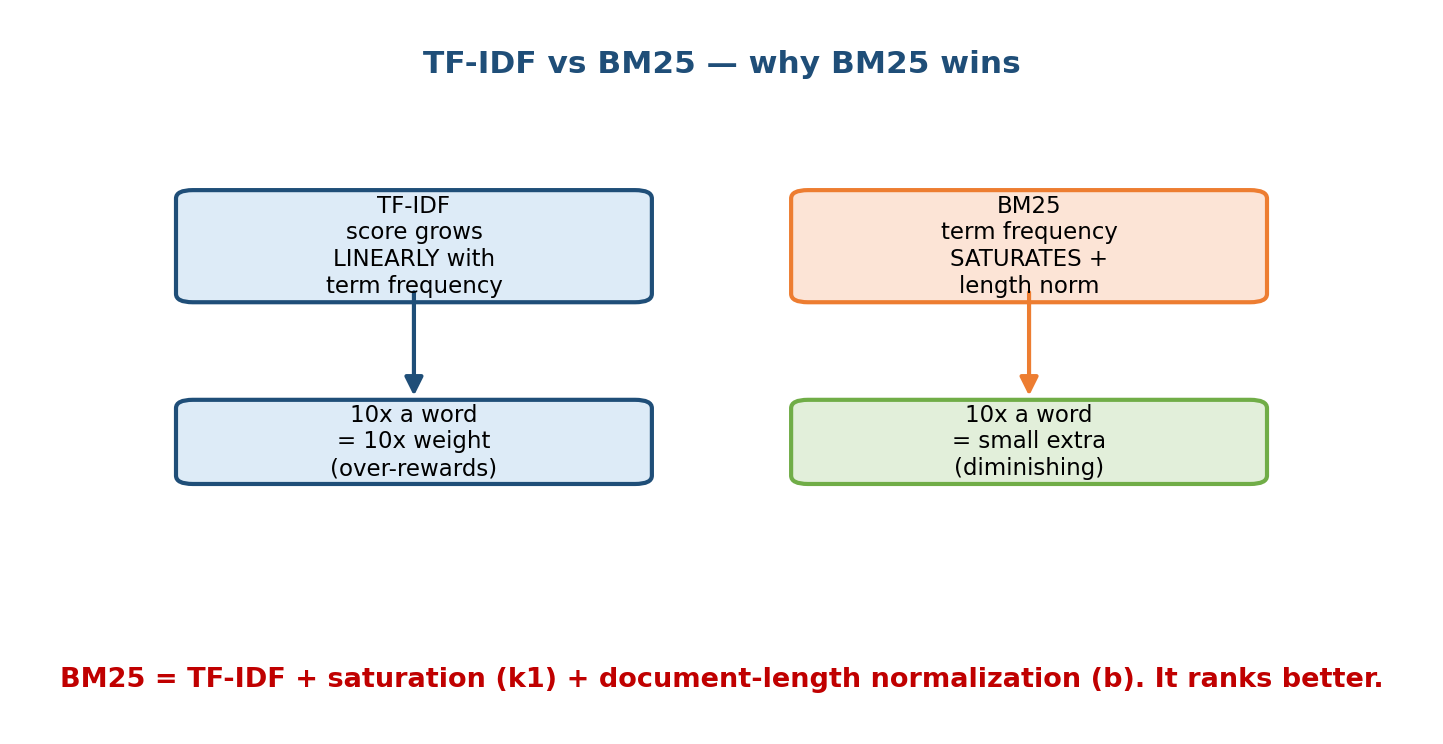 TF-IDF vs BM25 — why BM25 wins
TF-IDF
score grows
LINEARLY with
term frequency
BM25
term frequency
SATURATES +
length norm
10x a word
= 10x weight
(over-rewards)
10x a word
= small extra
(diminishing)
BM25 = TF-IDF + saturation (k1) + document-length normalization (b). It ranks better.